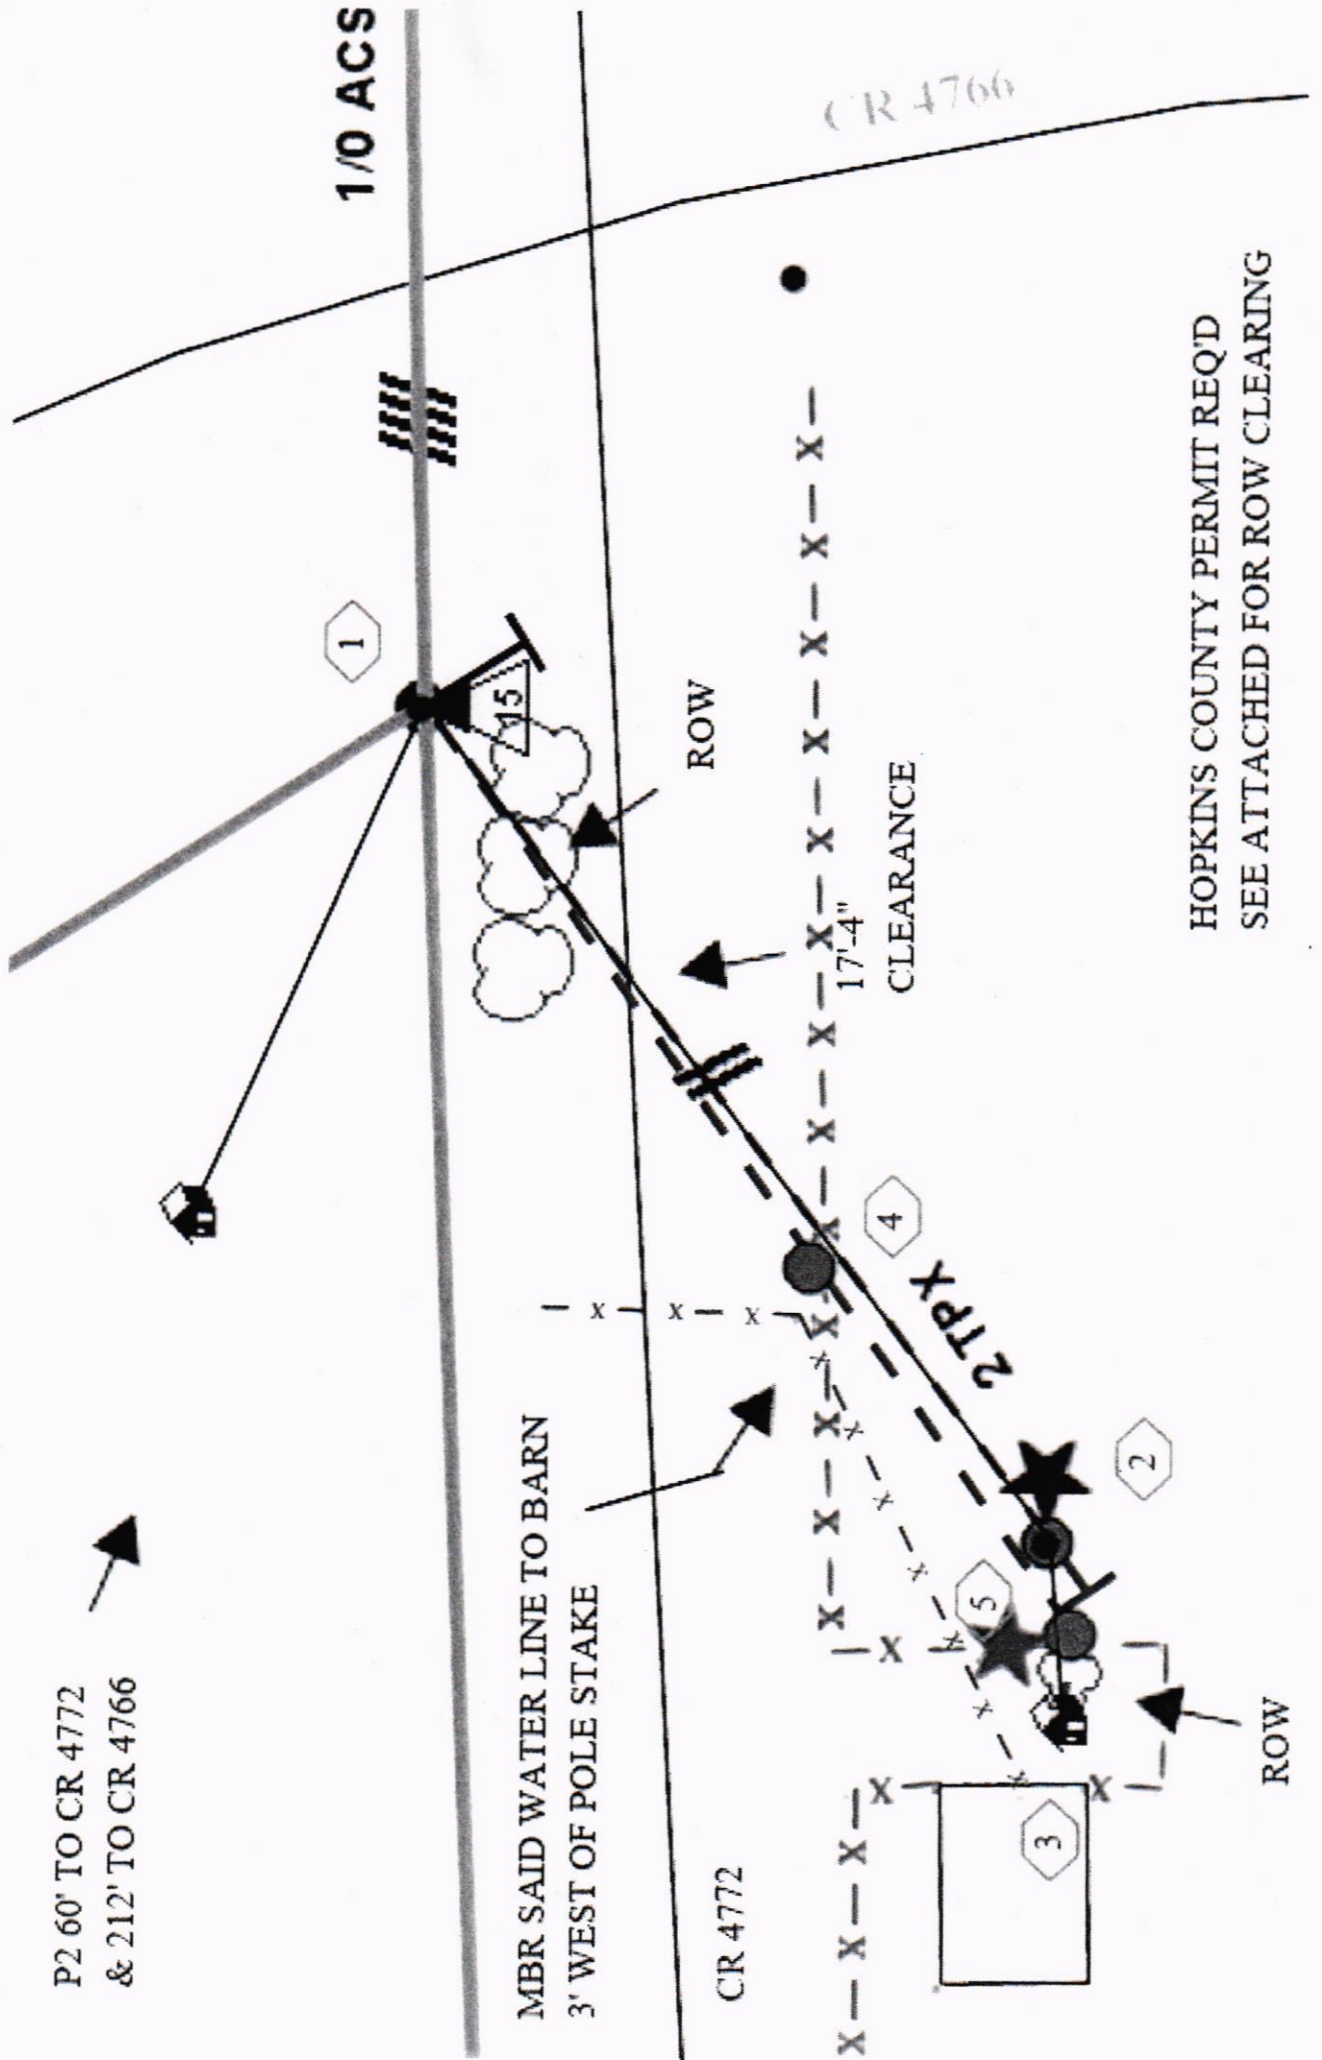 P2 60' TO CR 4772
& 212' TO CR 4766
1/0 ACS
1
MBR SAID WATER LINE TO BARN
3' WEST OF POLE STAKE
15
CR 4772
ROW
CR 4766
17'-4"
CLEARANCE
4
2 TPX
5
3
2
ROW
HOPKINS COUNTY PERMIT REQ'D
SEE ATTACHED FOR ROW CLEARING